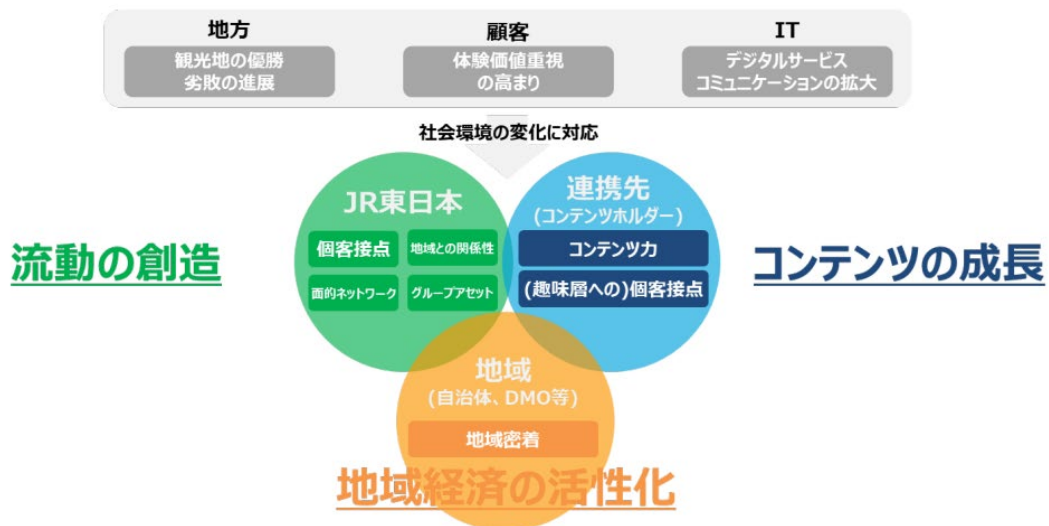 地方
観光地の優勝
劣敗の進展
顧客
体験価値重視
の高まり
IT
デジタルサービス
コミュニケーションの拡大
社会環境の変化に対応
JR東日本
個客接点
地域との関係性
面的ネットワーク
グループアセット
連携先
(コンテンツホルダー)
コンテンツ力
(趣味層への)個客接点
流動の創造
コンテンツの成長
地域
(自治体、DMO等)
地域密着
地域経済の活性化